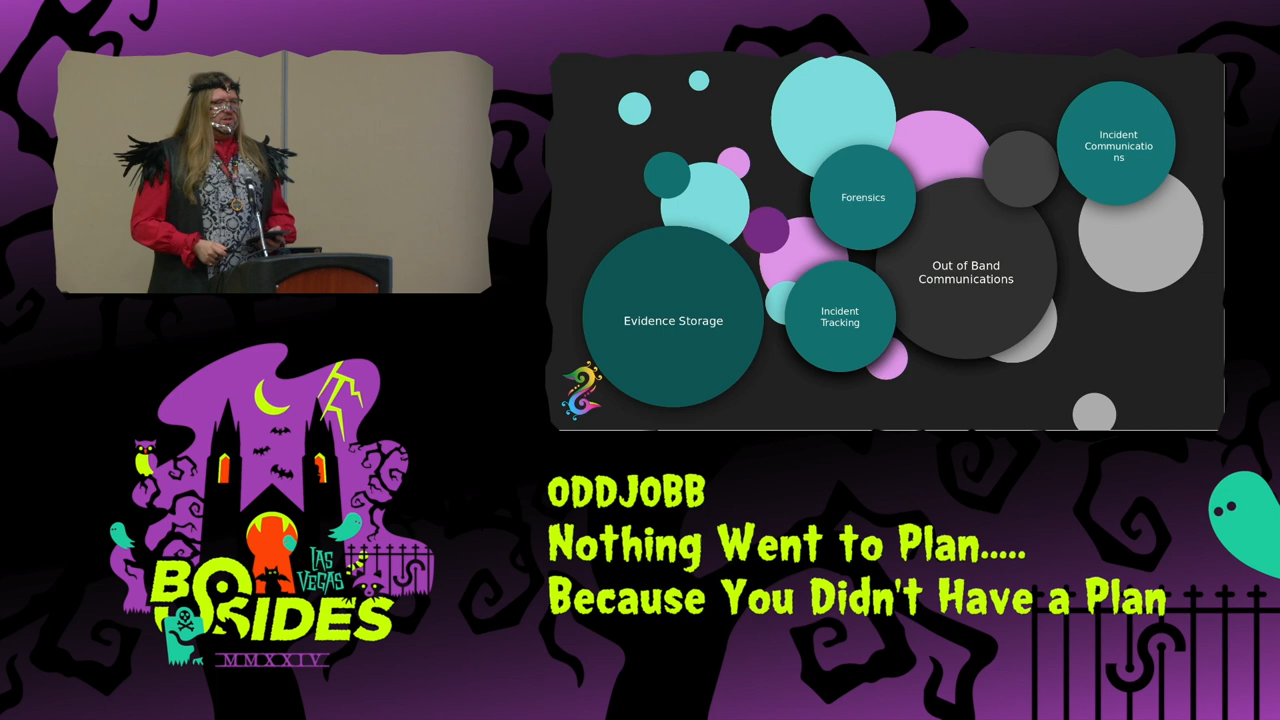 Incident
Communicatio
ns
Forensics
Out of Band
Communications
Incident
Tracking
Evidence Storage
LAS
VEGAS
BSIDES
MMXXIV
ODDJOBB
Nothing Went to Plan.....
Because You Didn't Have a Plan